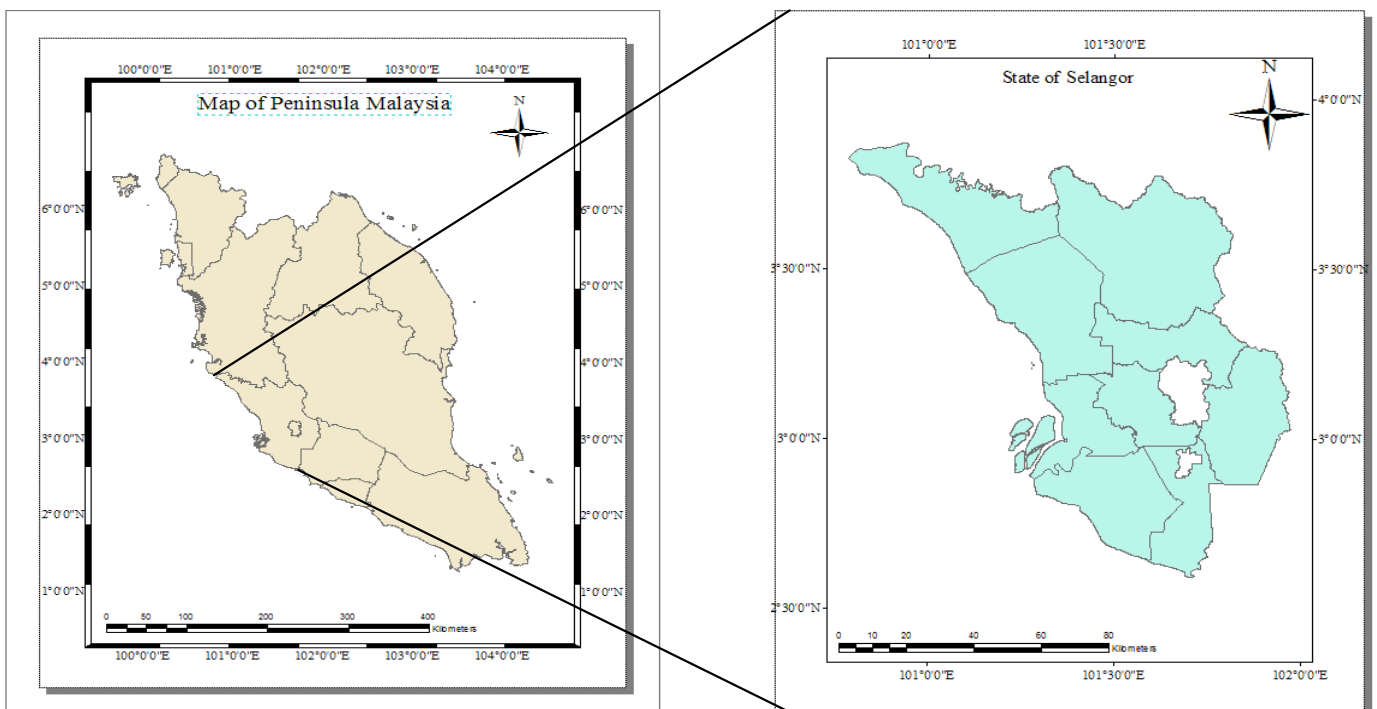 100°0'0"E 101°0'0"E 102°0'0"E 103°0'0"E 104°0'0"E
Map of Peninsula Malaysia
N
6°0'0"N 6°0'0"N
5°0'0"N 5°0'0"N
4°0'0"N 4°0'0"N
3°0'0"N 3°0'0"N
2°0'0"N 2°0'0"N
1°0'0"N 1°0'0"N
0 50 100 200 300 400
Kilometers
100°0'0"E 101°0'0"E 102°0'0"E 103°0'0"E 104°0'0"E
101°0'0"E 101°30'0"E
State of Selangor
N
4°0'0"N
3°30'0"N 3°30'0"N
3°0'0"N 3°0'0"N
2°30'0"N
0 10 20 40 60 80
Kilometers
101°0'0"E 101°30'0"E 102°0'0"E